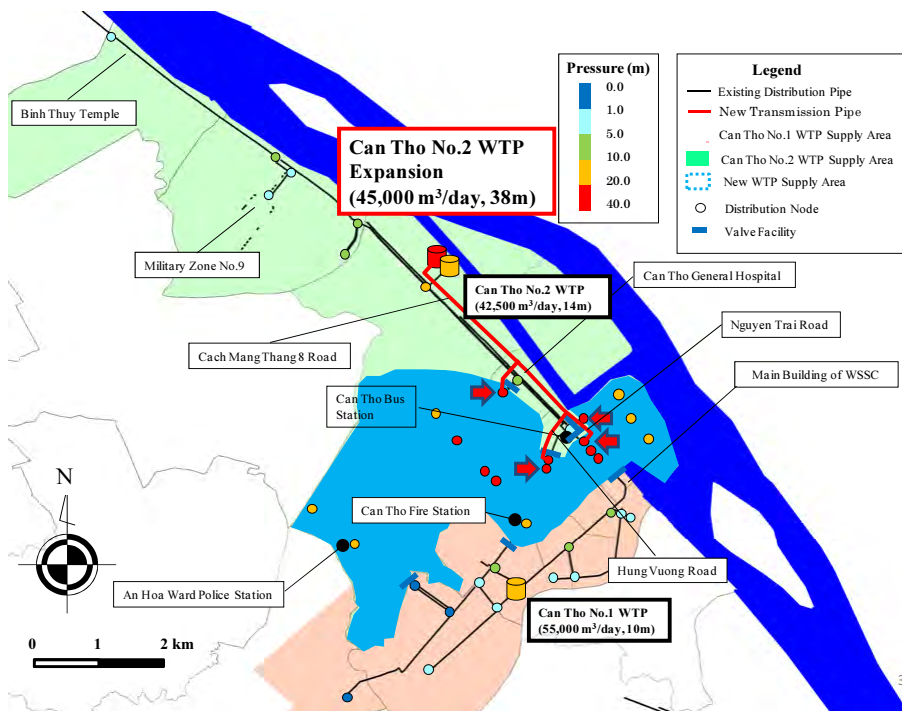 Pressure (m)
0.0
1.0
5.0
10.0
20.0
40.0
Legend
Existing Distribution Pipe
New Transmission Pipe
Can Tho No.1 WTP Supply Area
Can Tho No.2 WTP Supply Area
New WTP Supply Area
Distribution Node
Valve Facility
Binh Thuy Temple
Can Tho No.2 WTP
Expansion
(45,000 m³/day, 38m)
Military Zone No.9
Can Tho General Hospital
Can Tho No.2 WTP
(42,500 m³/day, 14m)
Nguyen Trai Road
Cach Mang Thang 8 Road
Main Building of WSSC
Can Tho Bus
Station
N
Can Tho Fire Station
An Hoa Ward Police Station
Hung Vuong Road
Can Tho No.1 WTP
(55,000 m³/day, 10m)
0 1 2 km
3